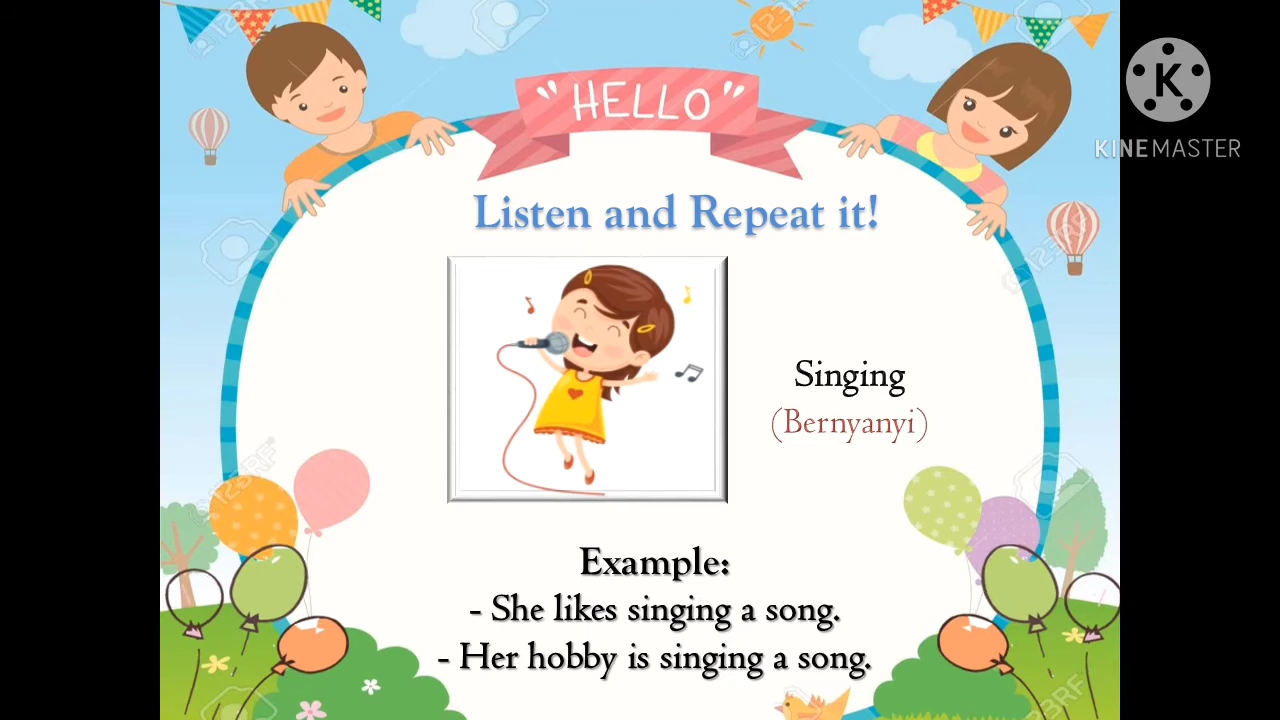 "HELLO"
KINEMASTER
Listen and Repeat it!
Singing
(Bernyanyi)
Example:
- She likes singing a song.
- Her hobby is singing a song.